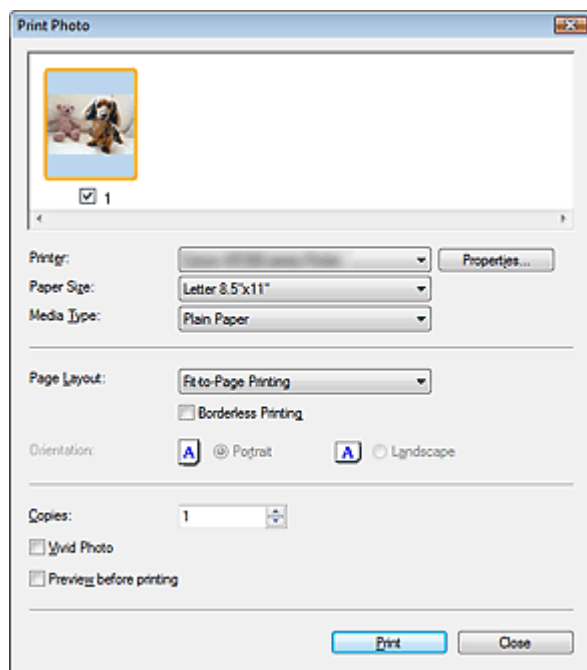 Print Photo
1
Printer: Properties...
Paper Size: Letter 8.5"x11"
Media Type: Plain Paper
Page Layout: Fit-to-Page Printing
Borderless Printing
Orientation: A Portrait A Landscape
Copies: 1
Vivid Photo
Preview before printing
Print Close